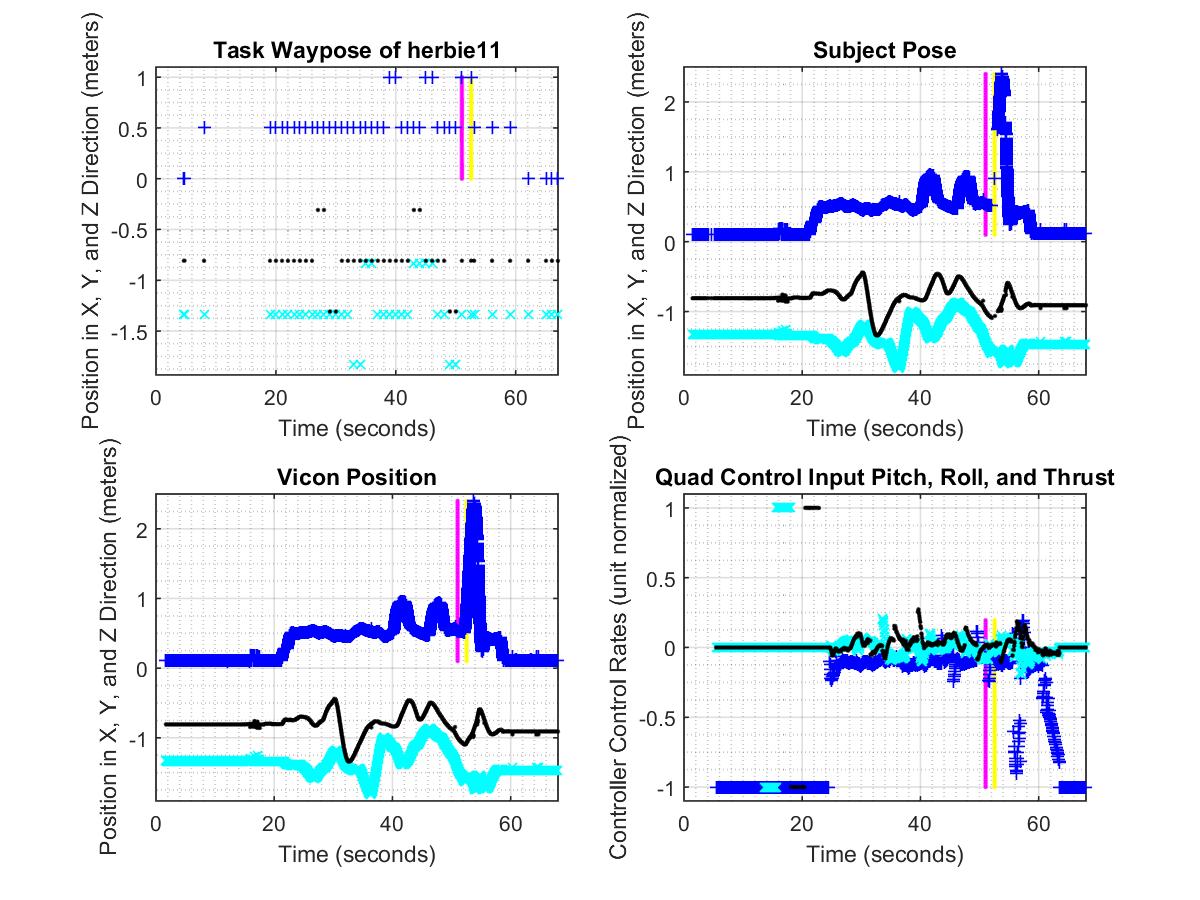 Task Waypose of herbie11
Position in X, Y, and Z Direction (meters)
1
0.5
0
-0.5
-1
-1.5
0
20
40
60
Time (seconds)
Subject Pose
Position in X, Y, and Z Direction (meters)
2
1
0
-1
0
20
40
60
Time (seconds)
Vicon Position
Position in X, Y, and Z Direction (meters)
2
1
0
-1
0
20
40
60
Time (seconds)
Quad Control Input Pitch, Roll, and Thrust
Controller Control Rates (unit normalized)
1
0.5
0
-0.5
-1
0
20
40
60
Time (seconds)